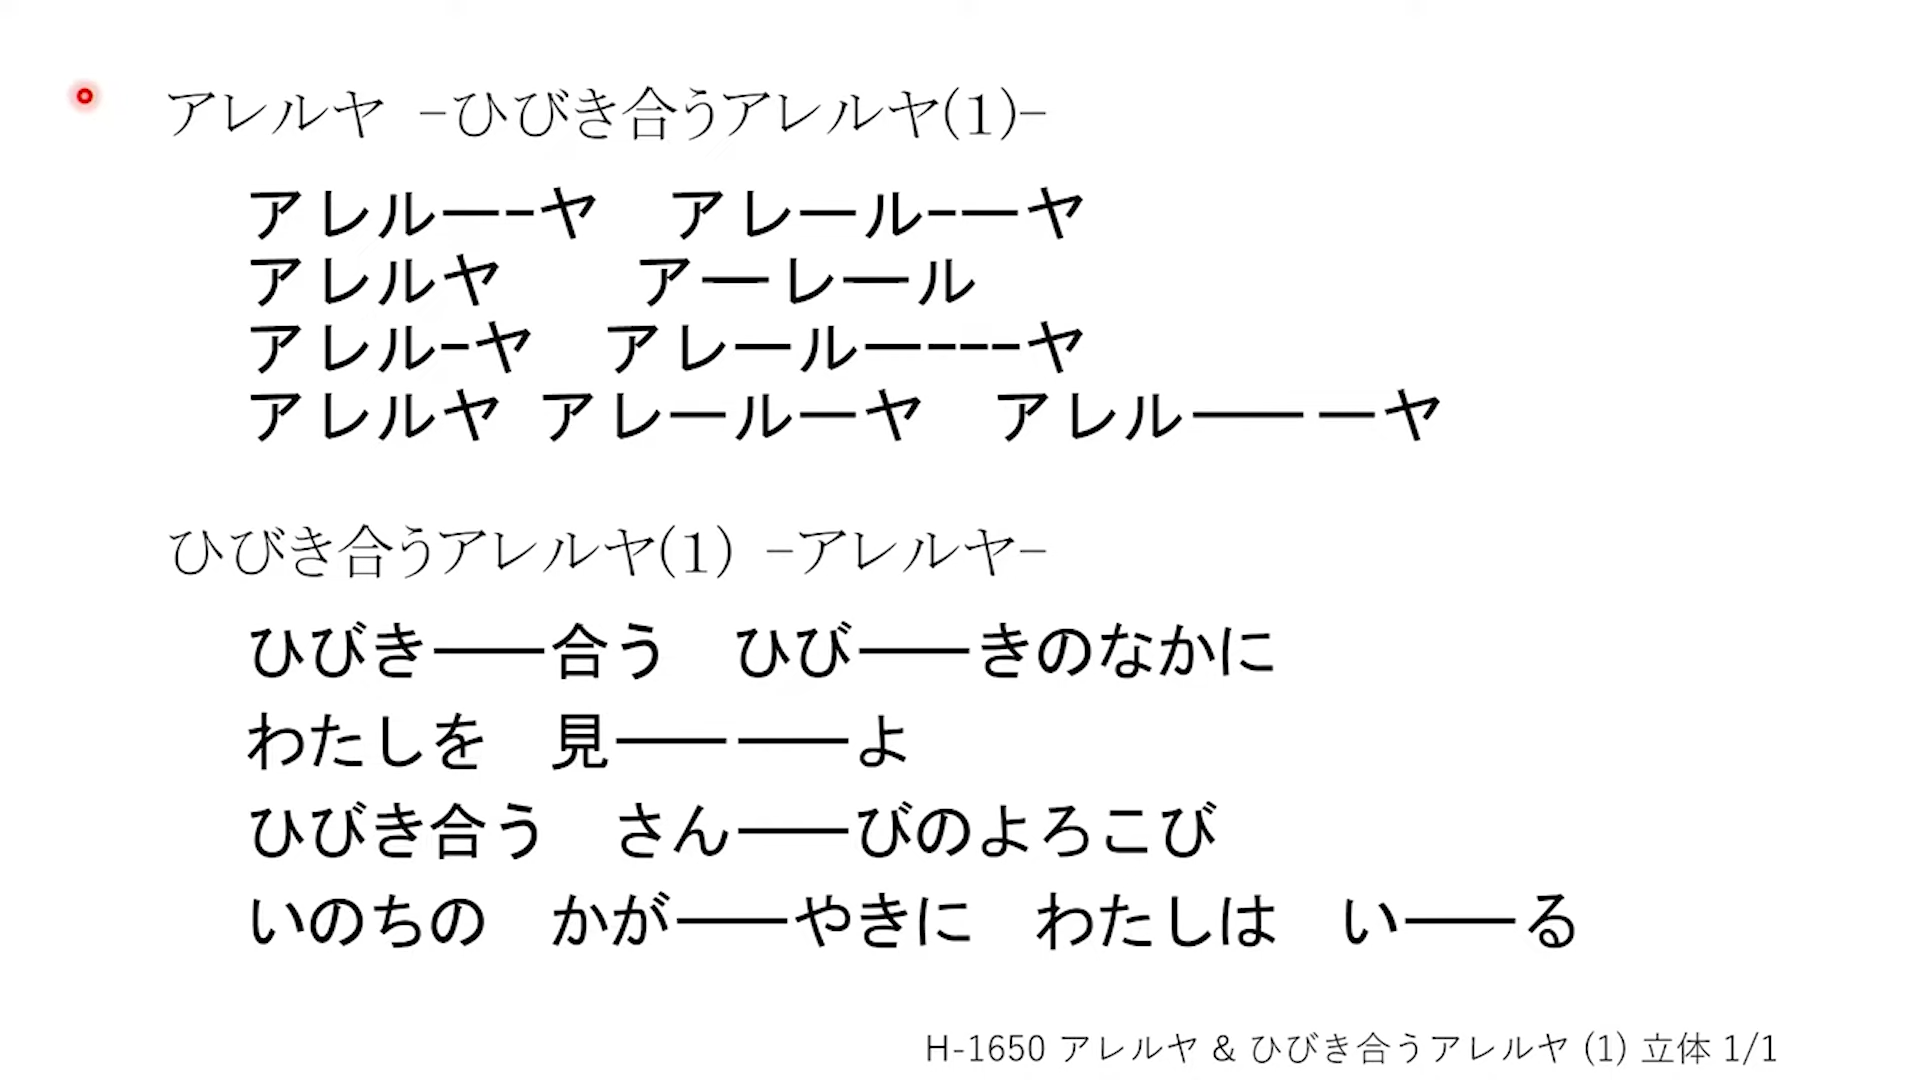 アレルヤ －ひびき合うアレルヤ(1)－
アレルー-ヤ　アレール-ーヤ
アレルヤ　　アーレール
アレル-ヤ　アレールー---ヤ
アレルヤ アレールーヤ　アレル―― ーヤ
ひびき合うアレルヤ(1) －アレルヤ－
ひびき――合う　ひび――きのなかに
わたしを　見――――よ
ひびき合う　さん――びのよろこび
いのちの　かが――やきに　わたしは　い――る
H-1650 アレルヤ & ひびき合うアレルヤ (1) 立体 1/1